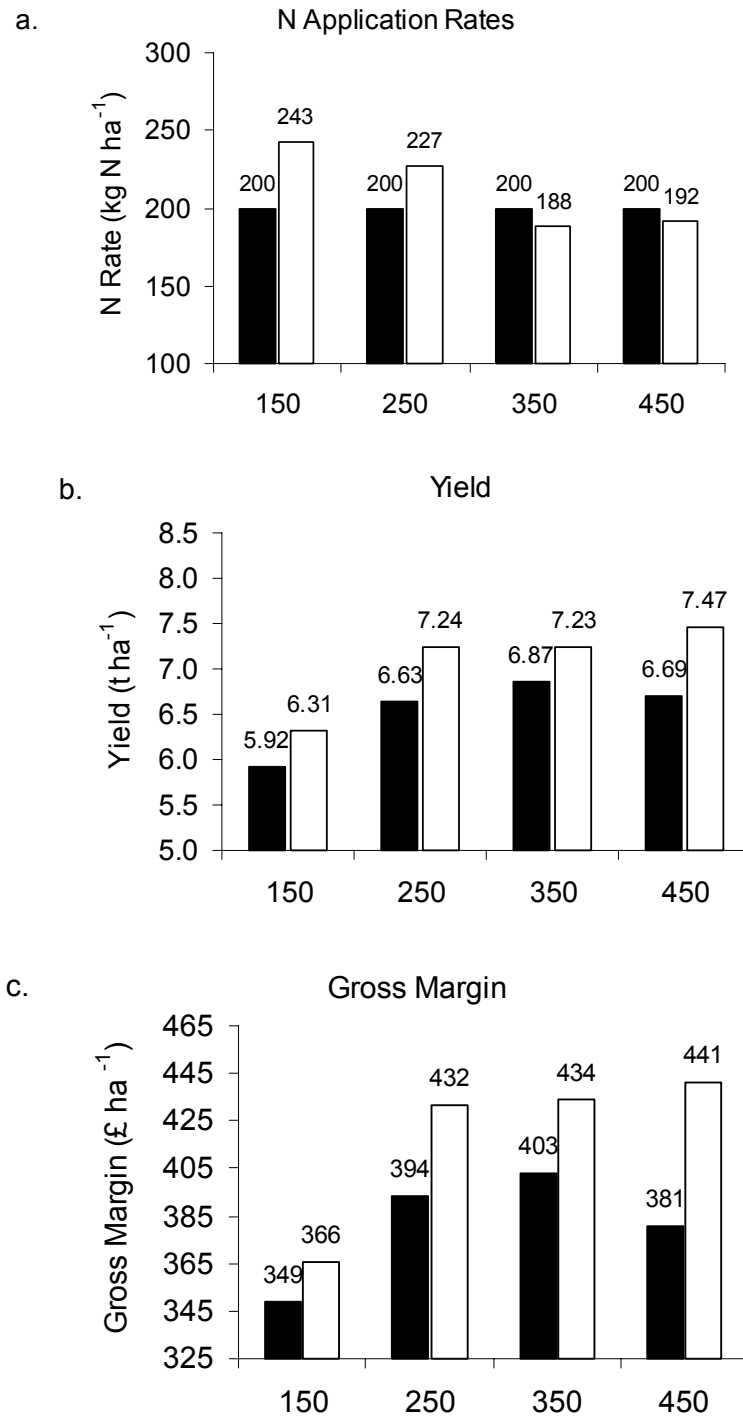 a.
N Application Rates
N Rate (kg N ha⁻¹)
300
250
200
150
100
200 243 200 227 200 188 200 192
150 250 350 450
b.
Yield
Yield (t ha⁻¹)
8.5
8.0
7.5
7.0
6.5
6.0
5.5
5.0
5.92 6.31 6.63 7.24 6.87 7.23 6.69 7.47
150 250 350 450
c.
Gross Margin
Gross Margin (£ ha⁻¹)
465
445
425
405
385
365
345
325
349 366 394 432 403 434 381 441
150 250 350 450